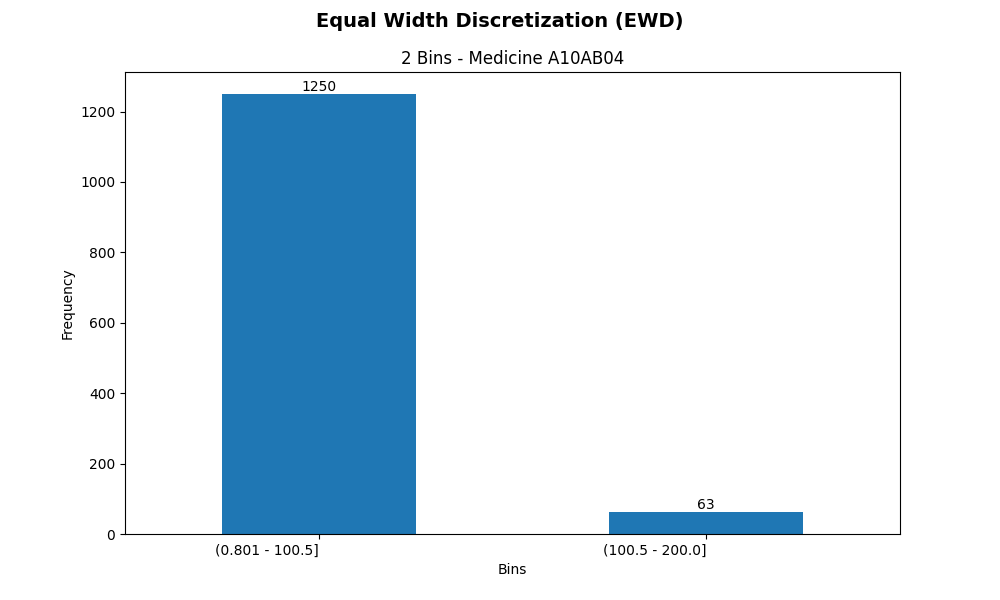 Equal Width Discretization (EWD)
2 Bins - Medicine A10AB04
1250
1200
1000
800
600
400
200
0
Frequency
63
(0.801 - 100.5]
(100.5 - 200.0]
Bins